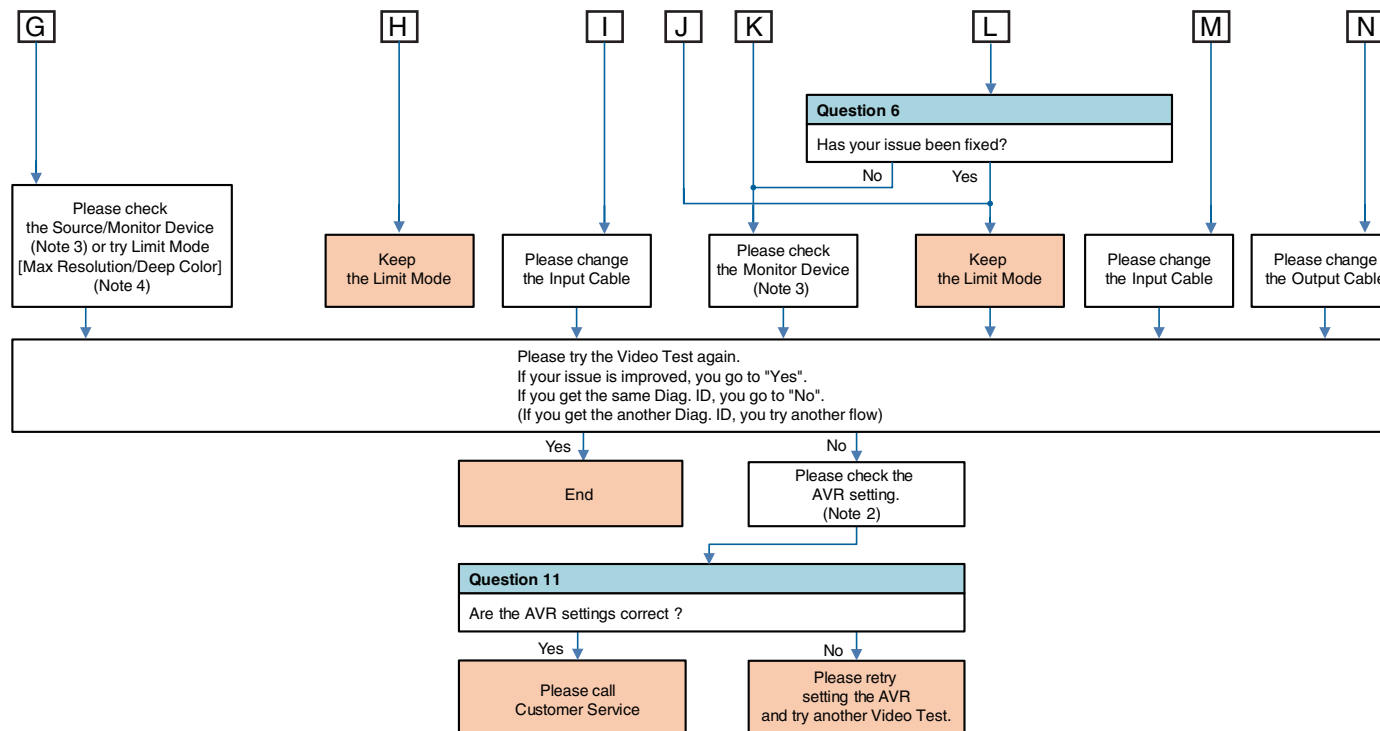 G
H
I
J
K
L
M
N
Question 6
Has your issue been fixed?
No
Yes
Please check
the Source/Monitor Device
(Note 3) or try Limit Mode
[Max Resolution/Deep Color]
(Note 4)
Keep
the Limit Mode
Please change
the Input Cable
Please check
the Monitor Device
(Note 3)
Keep
the Limit Mode
Please change
the Input Cable
Please change
the Output Cable
Please try the Video Test again.
If your issue is improved, you go to "Yes".
If you get the same Diag. ID, you go to "No".
(If you get the another Diag. ID, you try another flow)
Yes
No
End
Please check the
AVR setting.
(Note 2)
Question 11
Are the AVR settings correct ?
Yes
No
Please call
Customer Service
Please retry
setting the AVR
and try another Video Test.